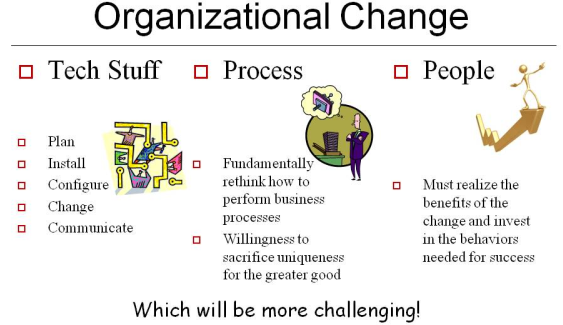 Organizational Change
Tech Stuff
Plan
Install
Configure
Change
Communicate
Process
Fundamentally
rethink how to
perform business
processes
Willingness to
sacrifice uniqueness
for the greater good
People
Must realize the
benefits of the
change and invest
in the behaviors
needed for success
Which will be more challenging!